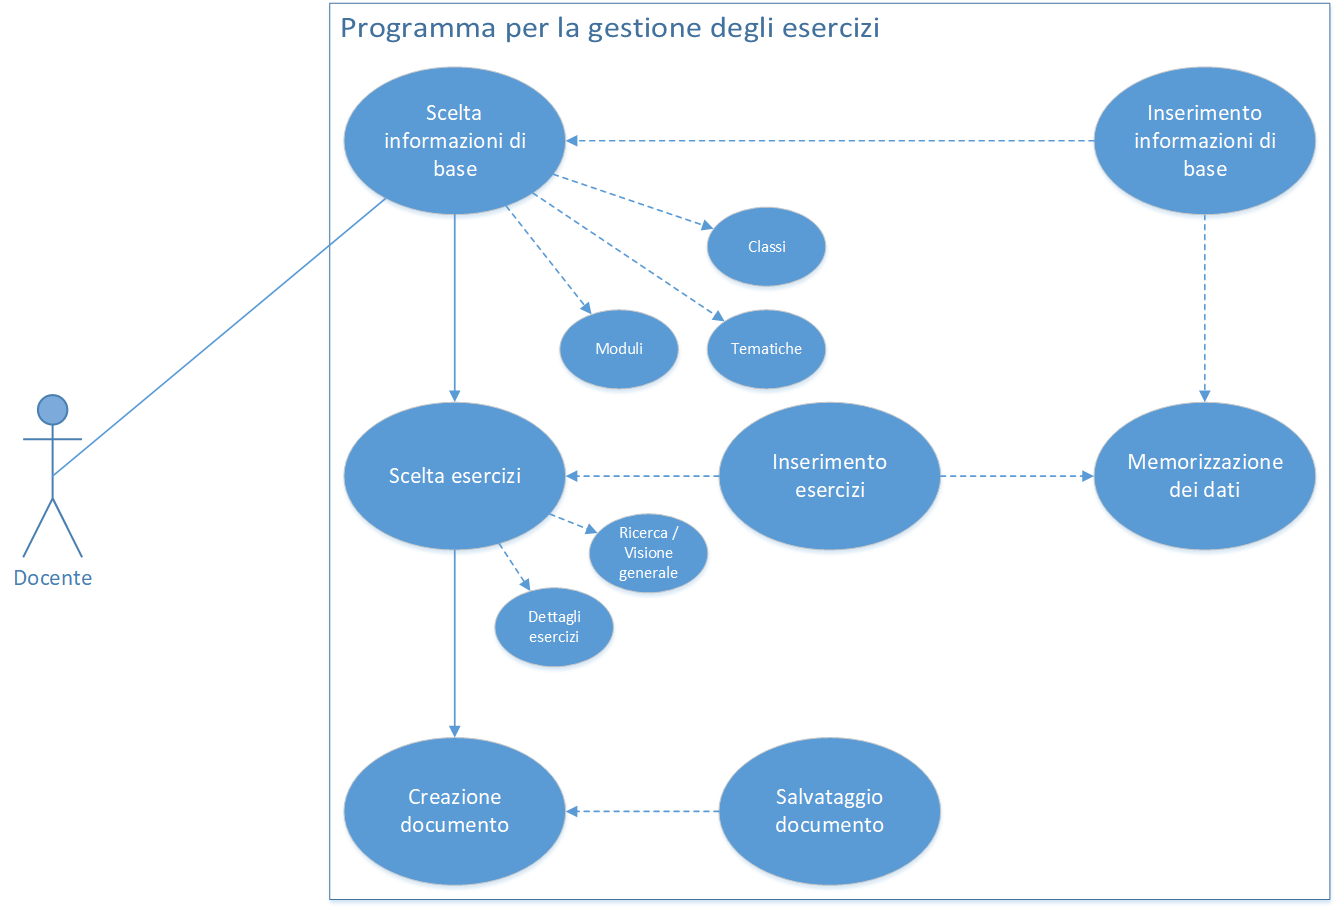 Programma per la gestione degli esercizi
Scelta
informazioni di
base
Inserimento
informazioni di
base
Classi
Moduli
Tematiche
Scelta esercizi
Inserimento
esercizi
Memorizzazione
dei dati
Ricerca /
Visione
generale
Docente
Dettagli
esercizi
Creazione
documento
Salvataggio
documento